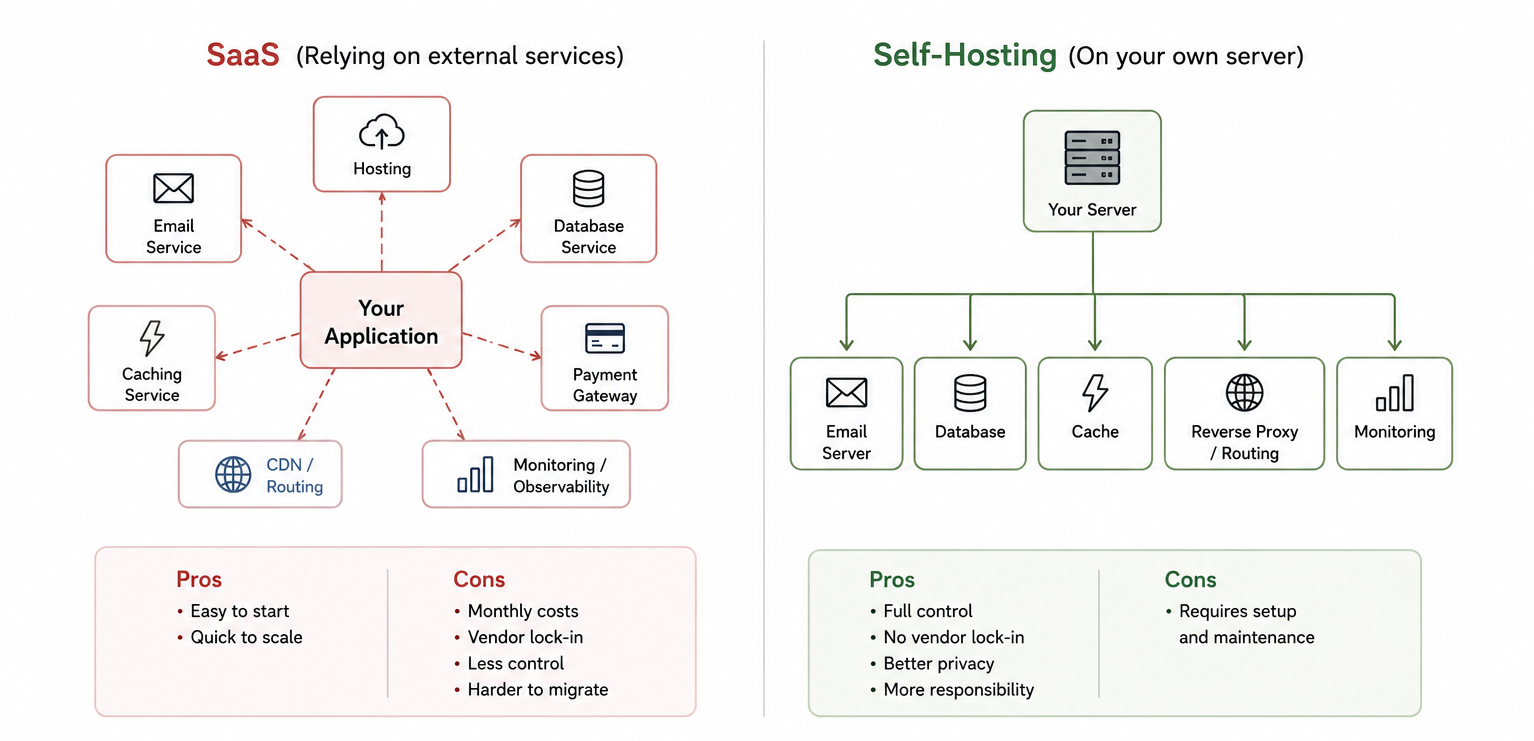 SaaS (Relying on external services)
Hosting
Email
Service
Database
Service
Your
Application
Caching
Service
Payment
Gateway
CDN /
Routing
Monitoring /
Observability
Pros
• Easy to start
• Quick to scale
Cons
• Monthly costs
• Vendor lock-in
• Less control
• Harder to migrate
Self-Hosting (On your own server)
Your Server
Email
Server
Database
Cache
Reverse Proxy
/ Routing
Monitoring
Pros
• Full control
• No vendor lock-in
• Better privacy
• More responsibility
Cons
• Requires setup
and maintenance